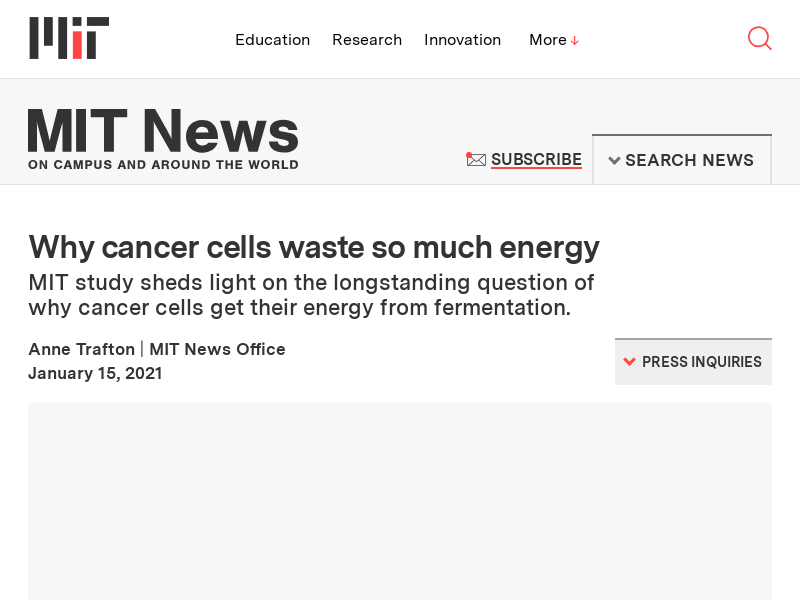 MIT
Education Research Innovation More
MIT News
ON CAMPUS AND AROUND THE WORLD
SUBSCRIBE
SEARCH NEWS
Why cancer cells waste so much energy
MIT study sheds light on the longstanding question of
why cancer cells get their energy from fermentation.
Anne Trafton | MIT News Office
January 15, 2021
PRESS INQUIRIES